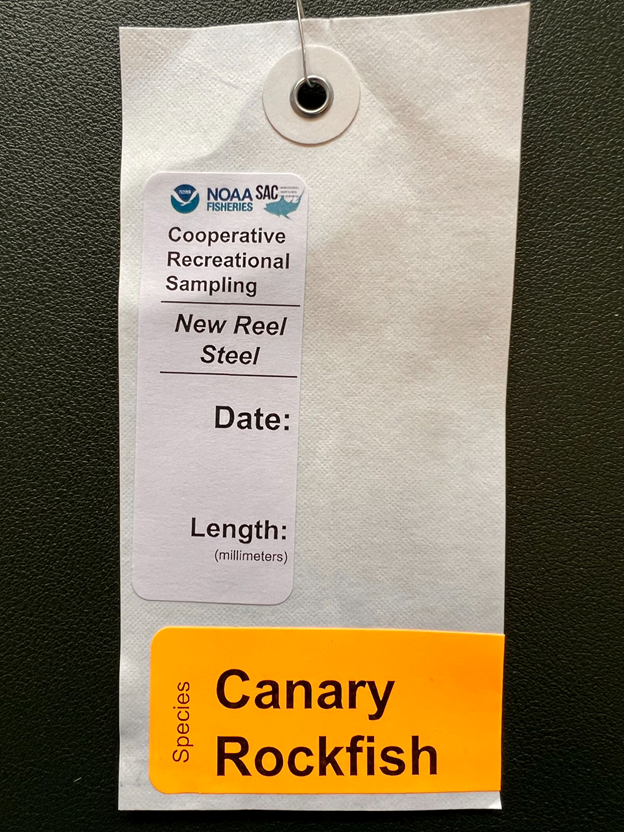 NOAA
FISHERIES
SAC
Cooperative
Recreational
Sampling
New Reel
Steel
Date:
Length:
(millimeters)
Species
Canary
Rockfish